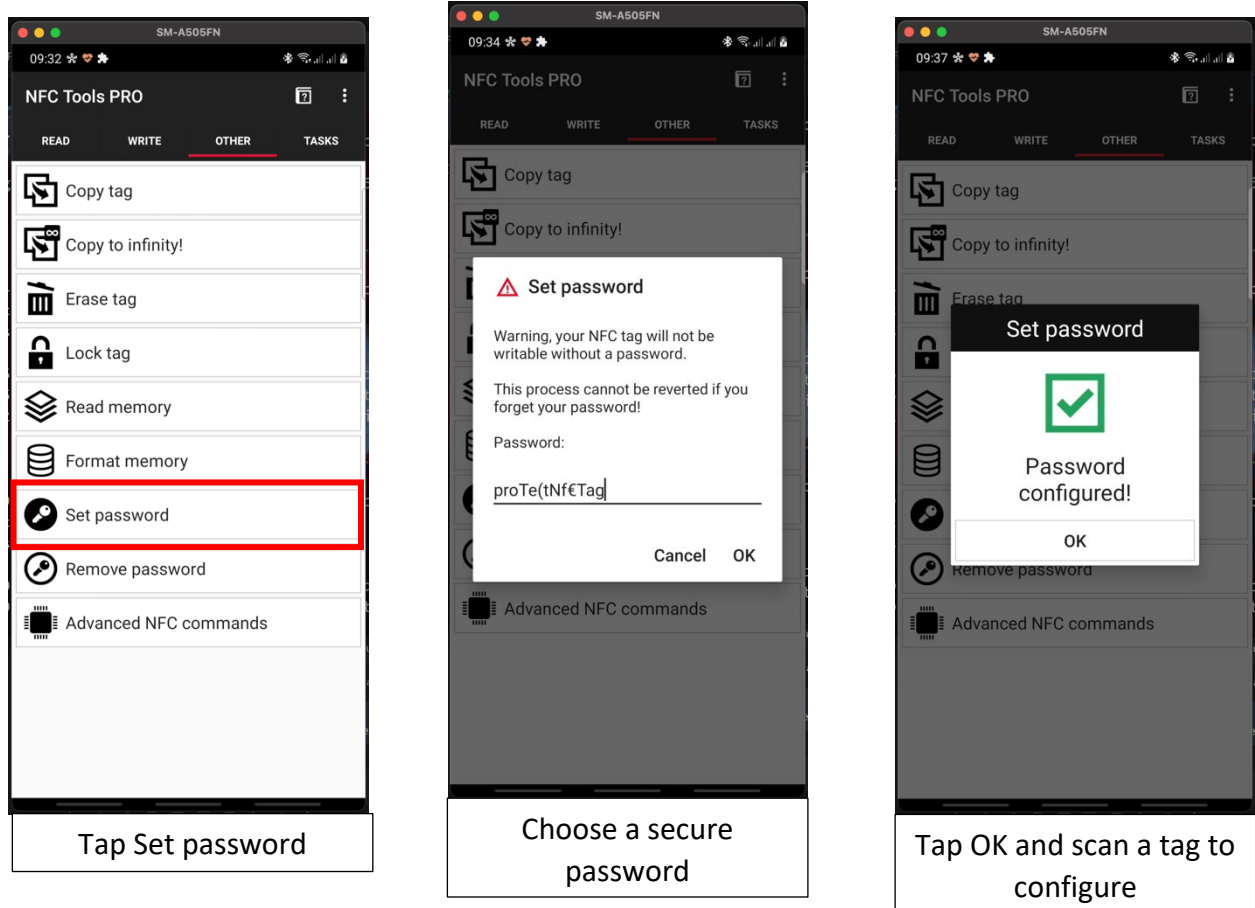 SM-A505FN
09:32
NFC Tools PRO
READ WRITE OTHER TASKS
Copy tag
Copy to infinity!
Erase tag
Lock tag
Read memory
Format memory
Set password
Remove password
Advanced NFC commands
Tap Set password
SM-A505FN
09:34
NFC Tools PRO
READ WRITE OTHER TASKS
Copy tag
Copy to infinity!
Set password
Warning, your NFC tag will not be
writable without a password.
This process cannot be reverted if you
forget your password!
Password:
proTe(tNf€Tag
Cancel OK
Advanced NFC commands
Choose a secure
password
SM-A505FN
09:37
NFC Tools PRO
READ WRITE OTHER TASKS
Copy tag
Copy to infinity!
Erase tag
Set password
Password
configured!
OK
Remove password
Advanced NFC commands
Tap OK and scan a tag to
configure